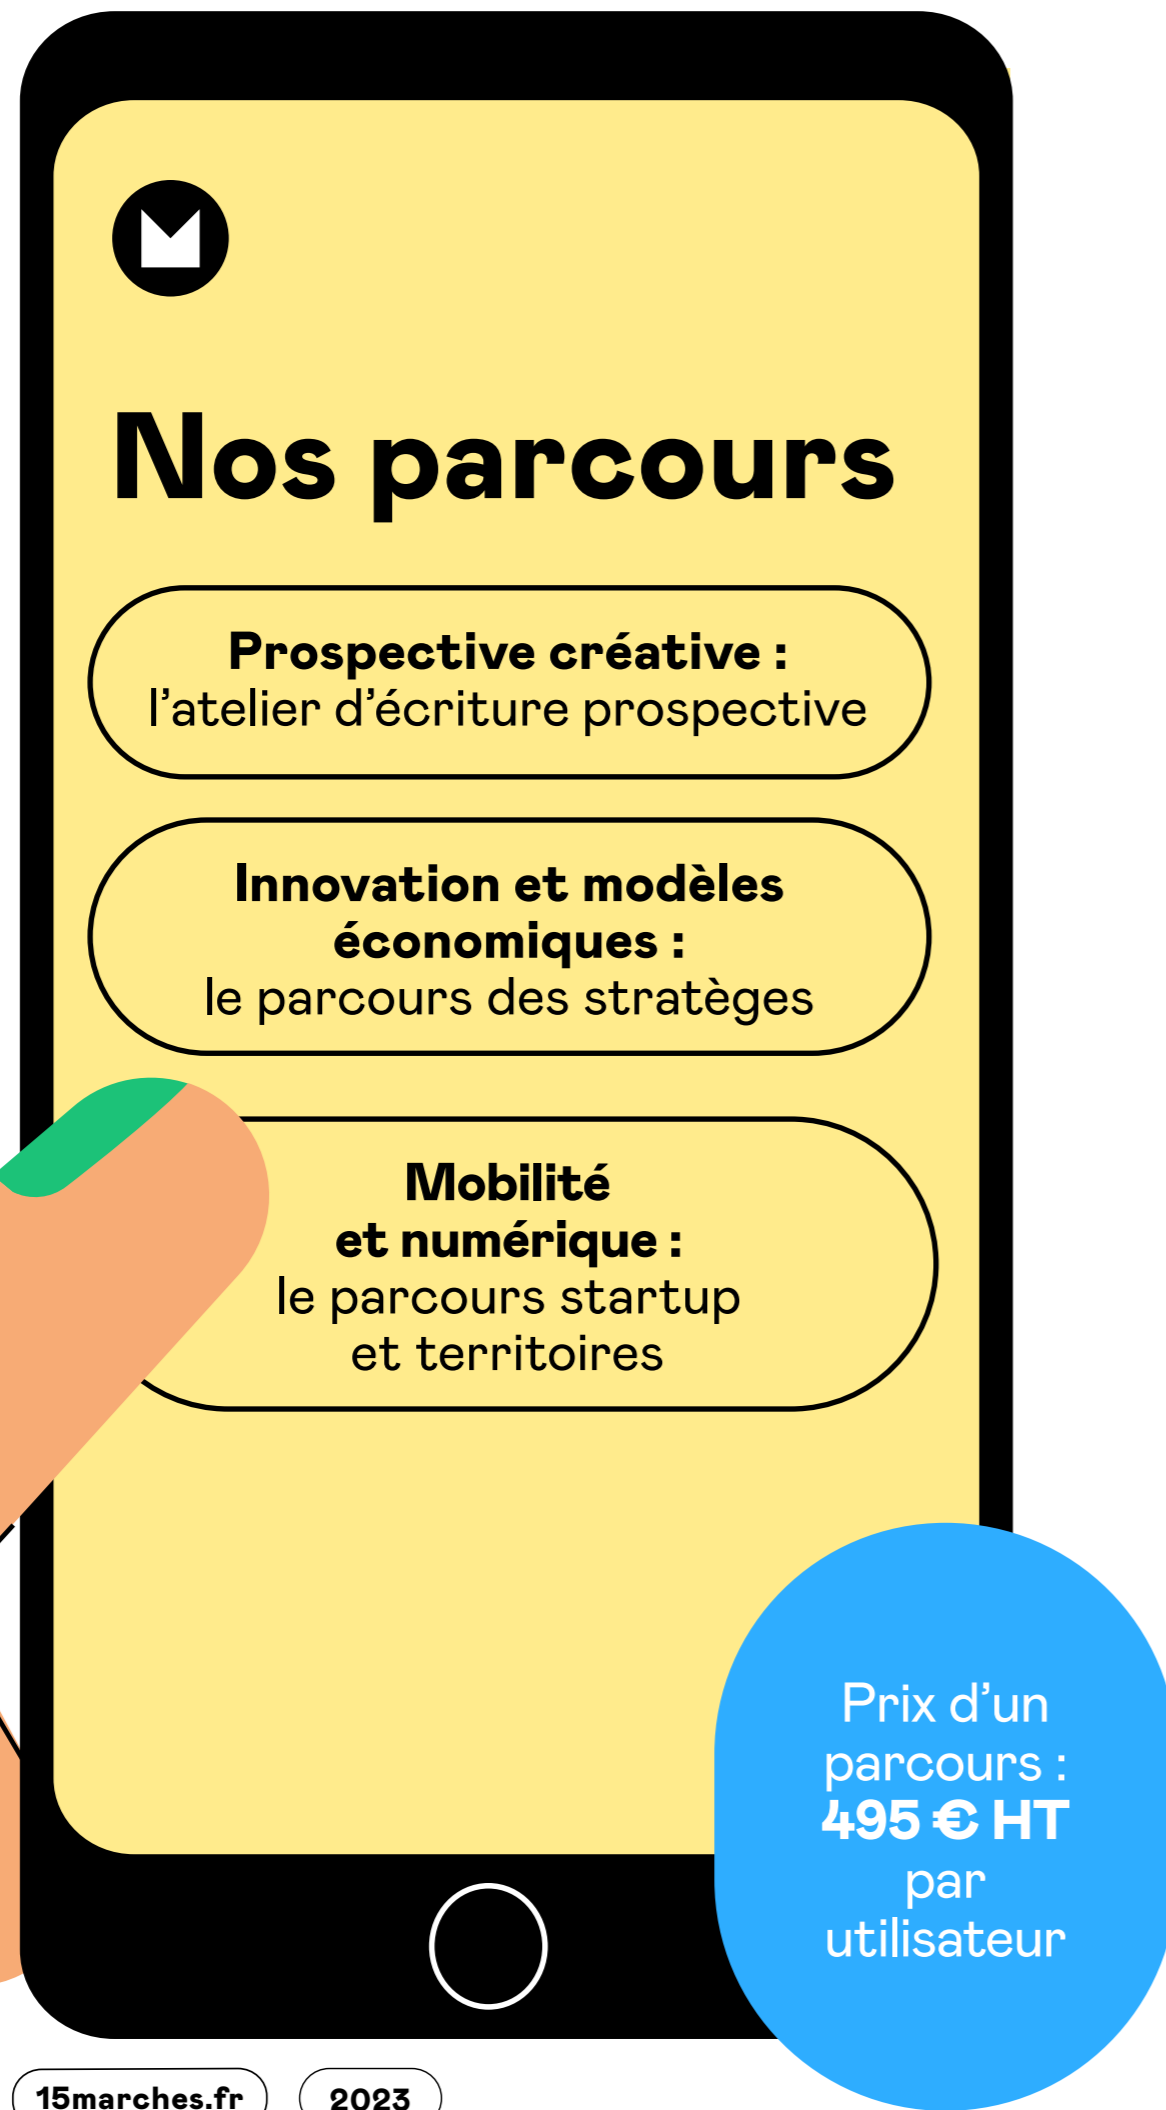 Nos parcours
Prospective créative :
l’atelier d’écriture prospective
Innovation et modèles
économiques :
le parcours des stratèges
Mobilité
et numérique :
le parcours startup
et territoires
Prix d’un
parcours :
495 € HT
par
utilisateur
15marches.fr
2023